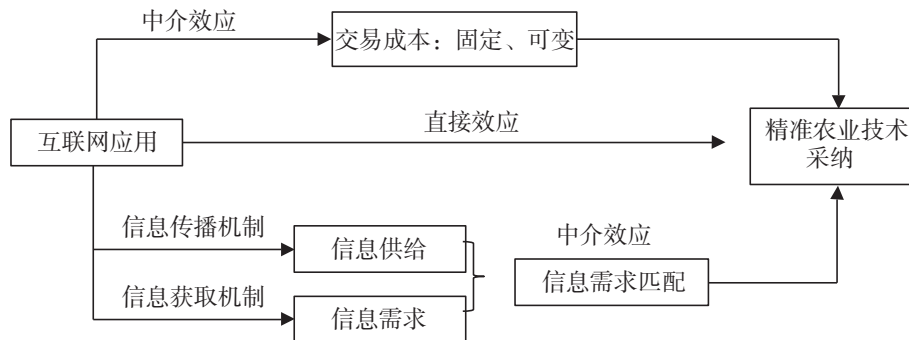 中介效应
交易成本：固定、可变
互联网应用
直接效应
精准农业技术
采纳
信息传播机制
信息供给
中介效应
信息需求匹配
信息获取机制
信息需求